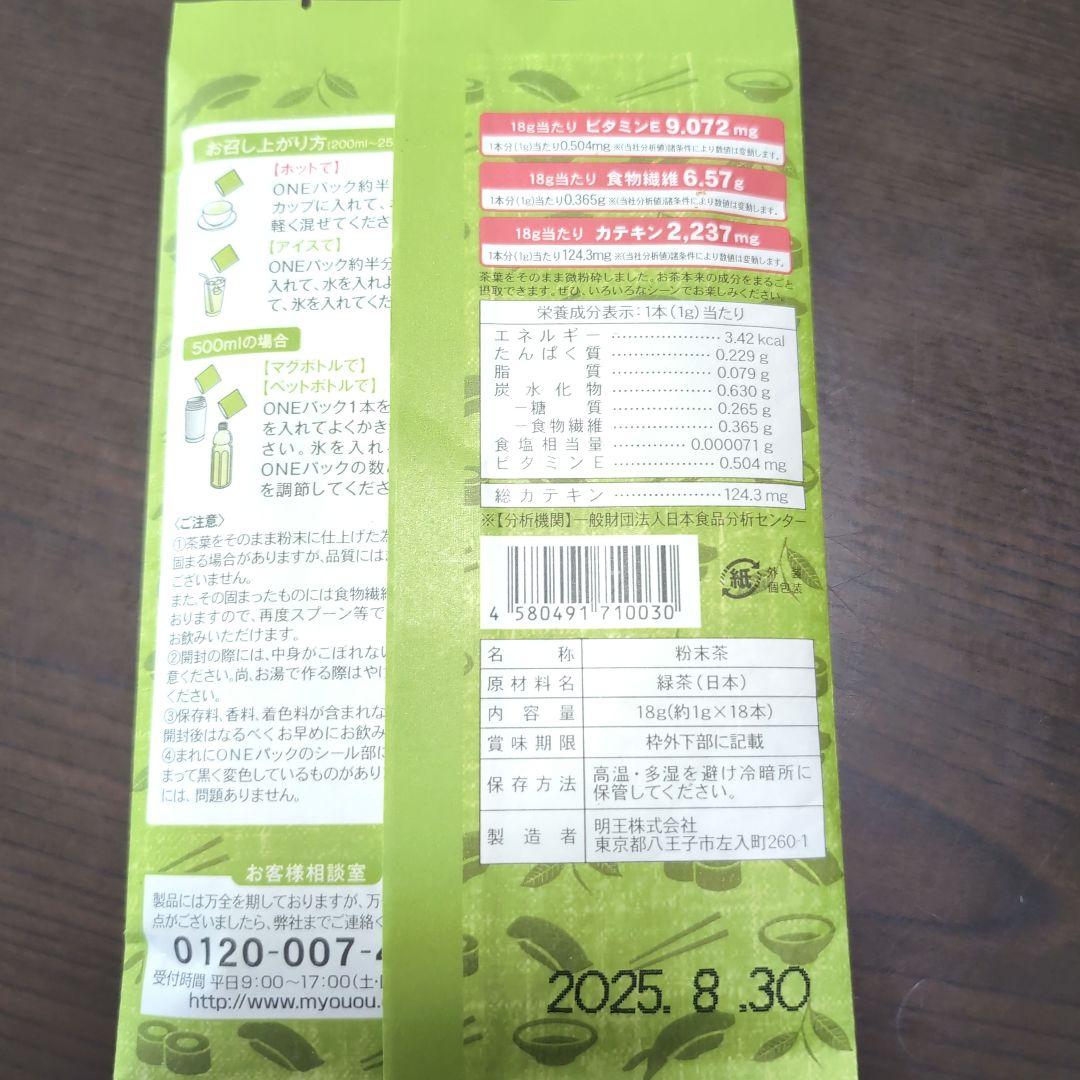 お召し上がり方(200ml~25
【ホットで】
ONEパック約半
カップに入れて、
軽く混ぜてくださ
【アイスで】
ONEパック約半分
入れて、水を入れよ
て、氷を入れてくだ
500mlの場合
【マグボトルで】
【ペットボトルで】
ONEパック1本を
を入れてよくかき
さい。氷を入れ
ONEパックの数
を調節してくださ
〈ご注意〉
①茶葉をそのまま粉末に仕上げた為
固まる場合がありますが、品質には
ございません。
また、その固まったものには食物繊維
おりますので、再度スプーン等で
お飲みいただけます。
②開封の際には、中身がこぼれない
意ください。尚、お湯で作る際はやけ
ください。
③保存料、香料、着色料が含まれな
開封後はなるべくお早めにお飲み
④まれにONEパックのシール部に
まって黒く変色しているものがあり
には、問題ありません。
お客様相談室
製品には万全を期しておりますが、万
点がございましたら、弊社までご連絡く
0120-007-
受付時間 平日9:00~17:00(土・
http://www.myouou.
18g当たり ビタミンE 9.072mg
1本分(1g)当たり0.504mg ※(当社分析値)諸条件により数値は変動します。
18g当たり 食物繊維 6.57g
1本分(1g)当たり0.365g ※(当社分析値)諸条件により数値は変動します。
18g当たり カテキン 2,237mg
1本分(1g)当たり124.3mg ※(当社分析値)諸条件により数値は変動します。
茶葉をそのまま微粉砕しました。お茶本来の成分をまるごと
摂取できます。ぜひ、いろいろなシーンでお楽しみください。
栄養成分表示:1本(1g)当たり
エネルギー ……………… 3.42 kcal
たんぱく質 ……………… 0.229 g
脂質 ……………… 0.079 g
炭水化物 ……………… 0.630 g
-糖質 ……………… 0.265 g
-食物繊維 ……………… 0.365 g
食塩相当量 ………… 0.000071 g
ビタミンE ……………… 0.504 mg
総カテキン ……………… 124.3 mg
※【分析機関】一般財団法人日本食品分析センター
4 580491 710030
紙
外装
個包装
名称 粉末茶
原材料名 緑茶(日本)
内容量 18g(約1g×18本)
賞味期限 枠外下部に記載
保存方法 高温・多湿を避け冷暗所に
保管してください。
製造者 明王株式会社
東京都八王子市左入町260-1
2025. 8 .30